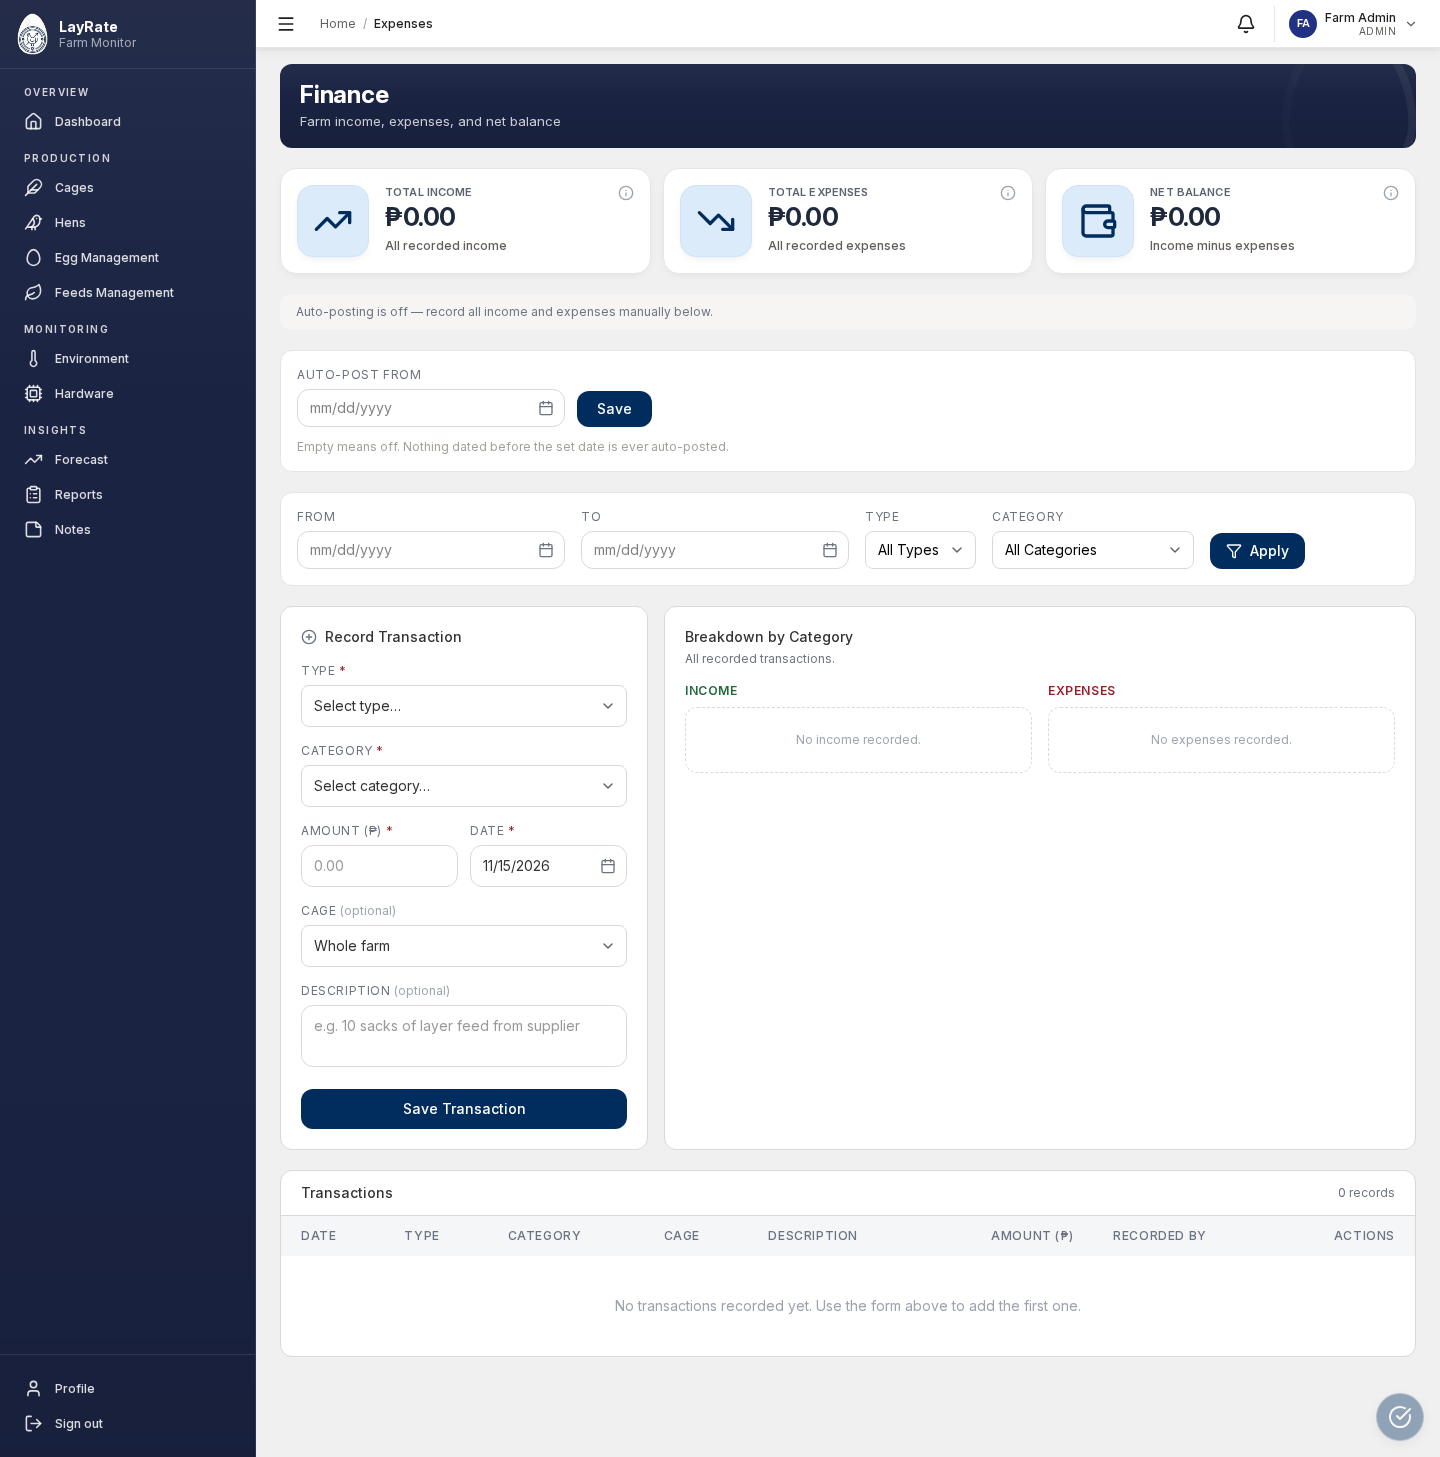 LayRate
Farm Monitor
OVERVIEW
Dashboard
PRODUCTION
Cages
Hens
Egg Management
Feeds Management
MONITORING
Environment
Hardware
INSIGHTS
Forecast
Reports
Notes
Profile
Sign out
Home / Expenses
FA
Farm Admin
ADMIN
Finance
Farm income, expenses, and net balance
TOTAL INCOME
₱0.00
All recorded income
TOTAL EXPENSES
₱0.00
All recorded expenses
NET BALANCE
₱0.00
Income minus expenses
Auto-posting is off — record all income and expenses manually below.
AUTO-POST FROM
mm/dd/yyyy
Save
Empty means off. Nothing dated before the set date is ever auto-posted.
FROM TO TYPE CATEGORY
mm/dd/yyyy mm/dd/yyyy All Types All Categories Apply
Record Transaction
TYPE *
Select type...
CATEGORY *
Select category...
AMOUNT (₱) * DATE *
0.00 11/15/2026
CAGE (optional)
Whole farm
DESCRIPTION (optional)
e.g. 10 sacks of layer feed from supplier
Save Transaction
Breakdown by Category
All recorded transactions.
INCOME EXPENSES
No income recorded. No expenses recorded.
Transactions 0 records
DATE TYPE CATEGORY CAGE DESCRIPTION AMOUNT (₱) RECORDED BY ACTIONS
No transactions recorded yet. Use the form above to add the first one.